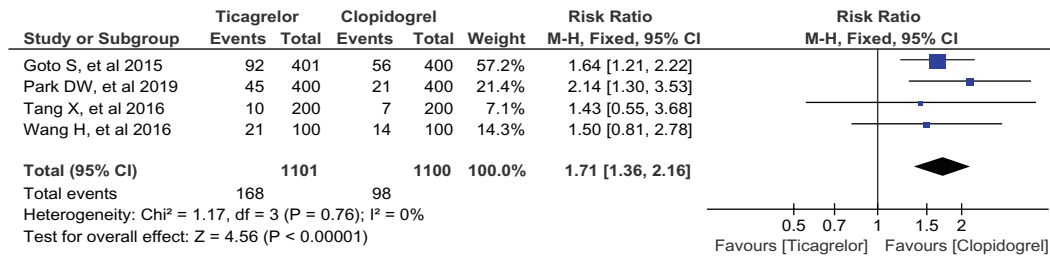 Ticagrelor Clopidogrel Risk Ratio Risk Ratio
Study or Subgroup Events Total Events Total Weight M-H, Fixed, 95% CI M-H, Fixed, 95% CI
Goto S, et al 2015 92 401 56 400 57.2% 1.64 [1.21, 2.22]
Park DW, et al 2019 45 400 21 400 21.4% 2.14 [1.30, 3.53]
Tang X, et al 2016 10 200 7 200 7.1% 1.43 [0.55, 3.68]
Wang H, et al 2016 21 100 14 100 14.3% 1.50 [0.81, 2.78]
Total (95% CI) 1101 1100 100.0% 1.71 [1.36, 2.16]
Total events 168 98
Heterogeneity: Chi² = 1.17, df = 3 (P = 0.76); I² = 0%
Test for overall effect: Z = 4.56 (P < 0.00001)
0.5 0.7 1 1.5 2
Favours [Ticagrelor] Favours [Clopidogrel]